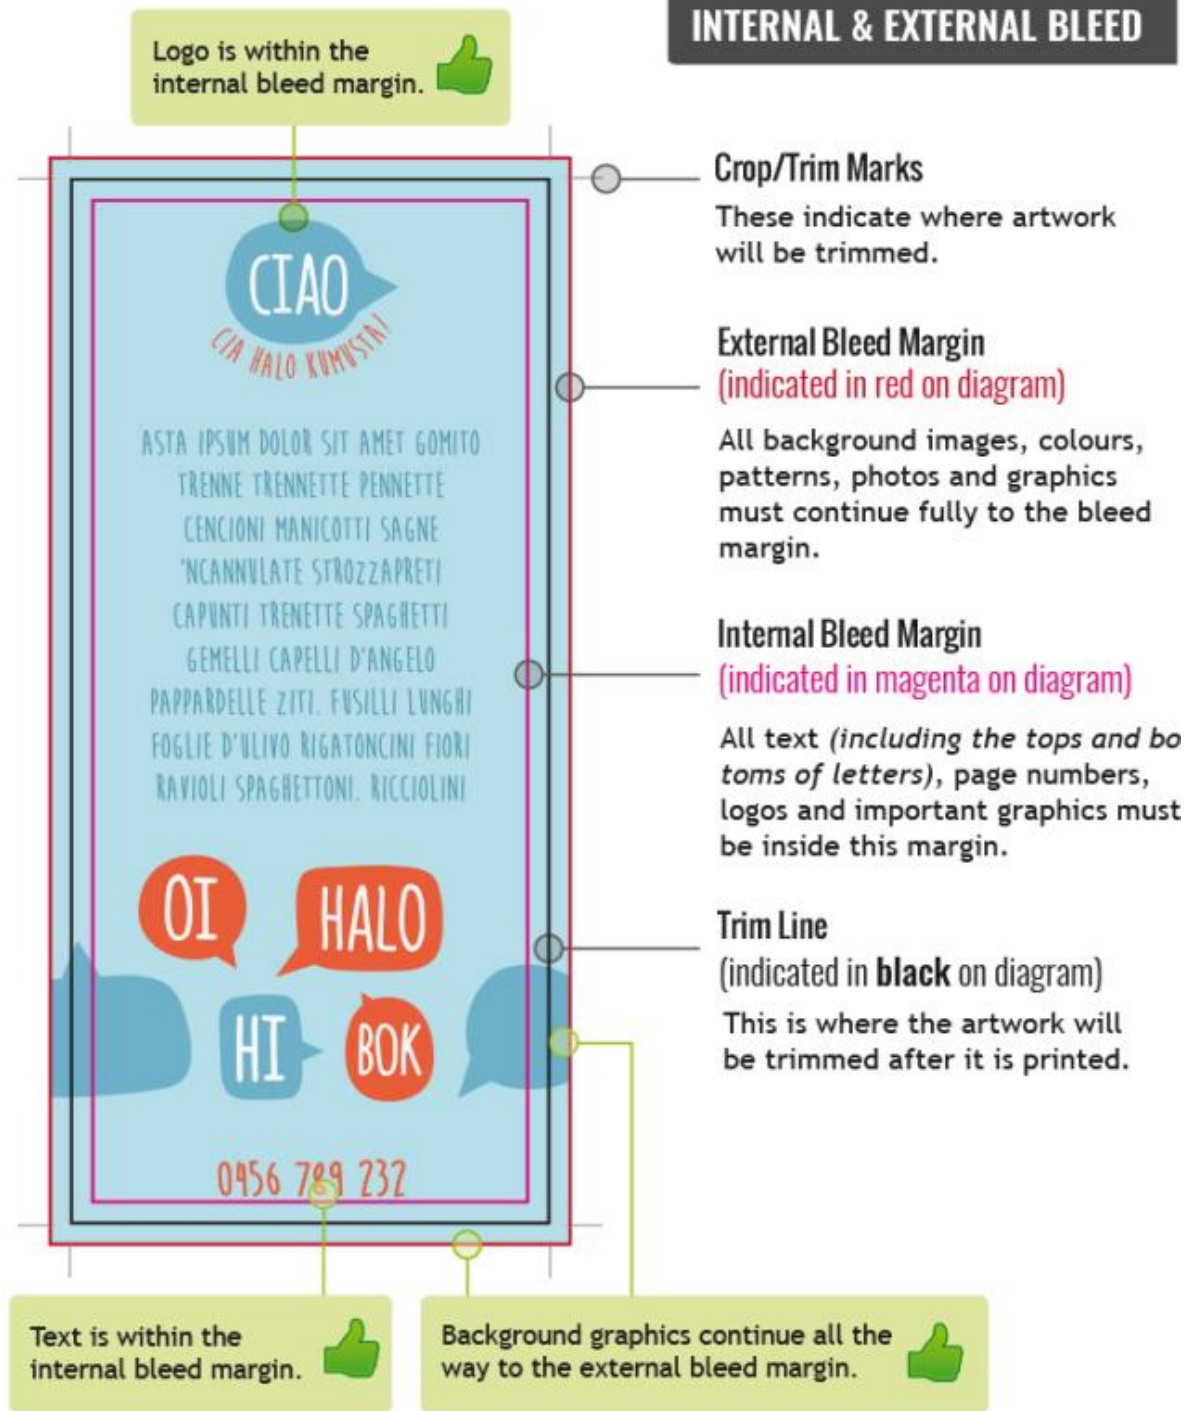 INTERNAL & EXTERNAL BLEED
Logo is within the
internal bleed margin.
CIAO
CIA HALO KUMUSTA!
ASTA IPSUM DOLOR SIT AMET GOMITO
TRENNE TRENNETTE PENNETTE
CENCIONI MANICOTTI SAGNE
'NCANNULATE STROZZAPRETI
CAPUNTI TRENETTE SPAGHETTI
GEMELLI CAPELLI D'ANGELO
PAPPARDELLE ZITI. FUSILLI LUNGHI
FOGLIE D'ULIVO RIGATONCINI FIORI
RAVIOLI SPAGHETTONI. RICCIOLINI
OI
HALO
HI
BOK
0456 789 232
Crop/Trim Marks
These indicate where artwork
will be trimmed.
External Bleed Margin
(indicated in red on diagram)
All background images, colours,
patterns, photos and graphics
must continue fully to the bleed
margin.
Internal Bleed Margin
(indicated in magenta on diagram)
All text (including the tops and bo
toms of letters), page numbers,
logos and important graphics must
be inside this margin.
Trim Line
(indicated in black on diagram)
This is where the artwork will
be trimmed after it is printed.
Text is within the
internal bleed margin.
Background graphics continue all the
way to the external bleed margin.